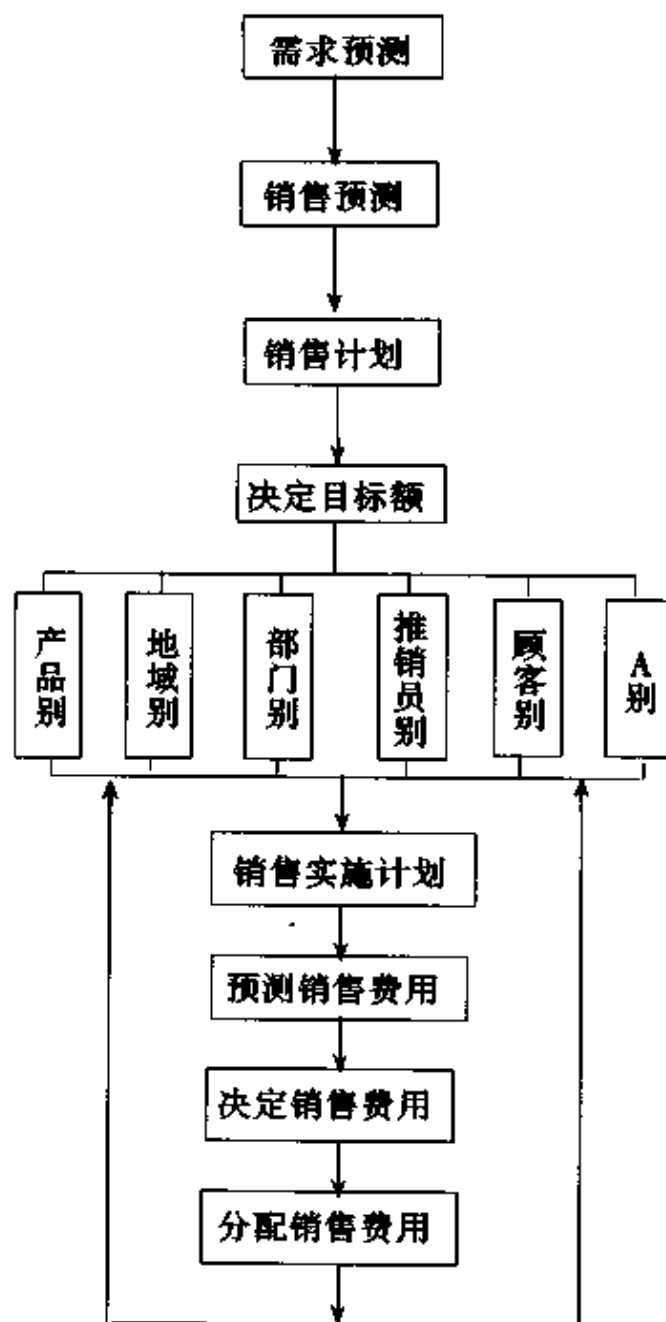 需求预测
销售预测
销售计划
决定目标额
产品别
地域别
部门别
推销员别
顾客别
A别
销售实施计划
预测销售费用
决定销售费用
分配销售费用